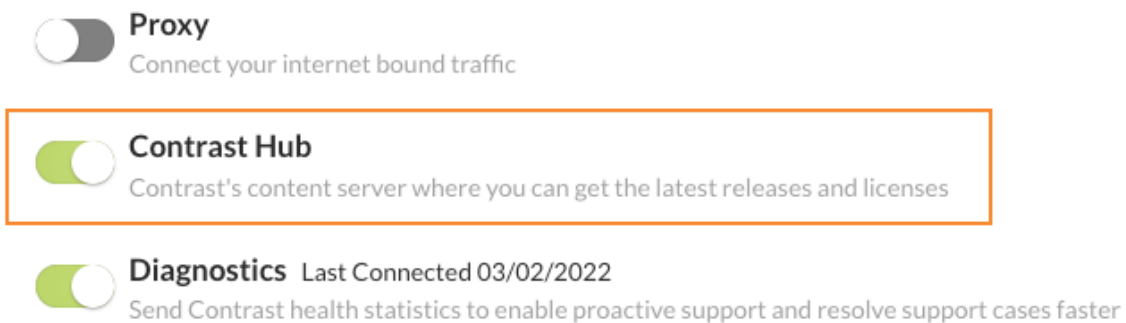 Proxy
Connect your internet bound traffic
Contrast Hub
Contrast's content server where you can get the latest releases and licenses
Diagnostics Last Connected 03/02/2022
Send Contrast health statistics to enable proactive support and resolve support cases faster